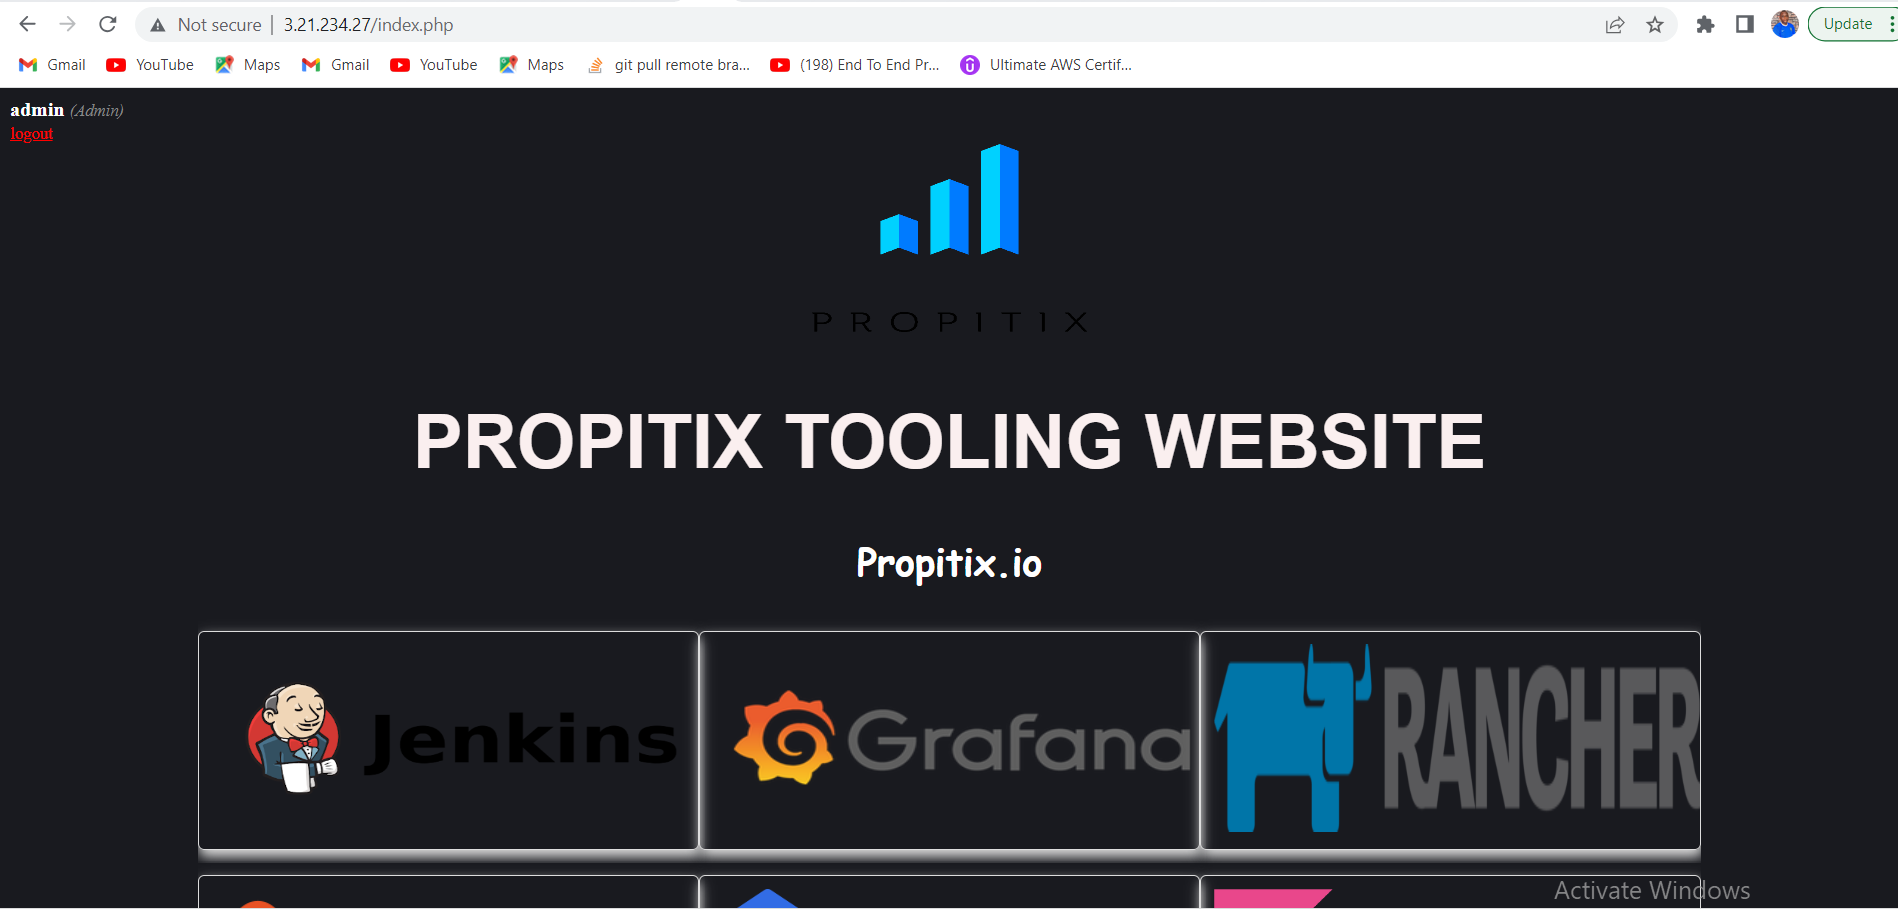 Not secure | 3.21.234.27/index.php
Update
Gmail YouTube Maps Gmail YouTube Maps git pull remote bra... (198) End To End Pr... Ultimate AWS Certif...
admin (Admin)
logout
PROPITIX
PROPITIX TOOLING WEBSITE
Propitix.io
Jenkins Grafana RANCHER
Activate Windows